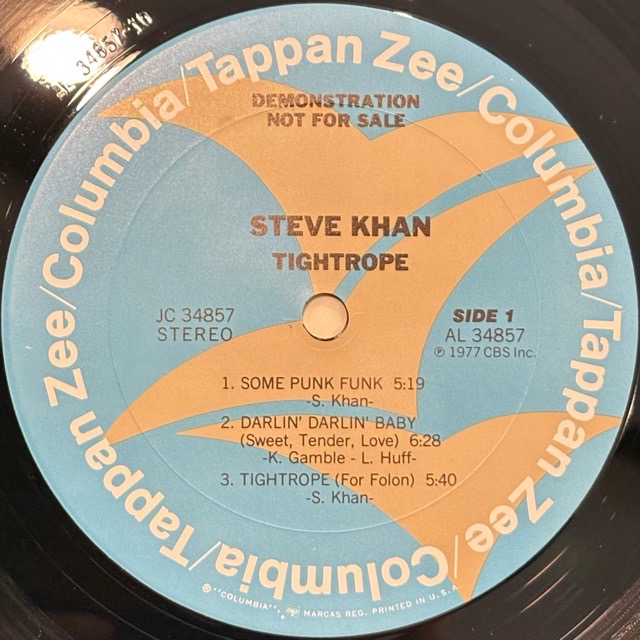 Columbia/Tappan Zee/Columbia/Tappan Zee/Columbia/Tappan Zee/
DEMONSTRATION
NOT FOR SALE
STEVE KHAN
TIGHTROPE
JC 34857
STEREO
SIDE 1
AL 34857
℗ 1977 CBS Inc.
1. SOME PUNK FUNK 5:19
-S. Khan-
2. DARLIN' DARLIN' BABY
(Sweet, Tender, Love) 6:28
-K. Gamble - L. Huff-
3. TIGHTROPE (For Folon) 5:40
-S. Khan-
® "COLUMBIA", MARCAS REG. PRINTED IN U.S.A.